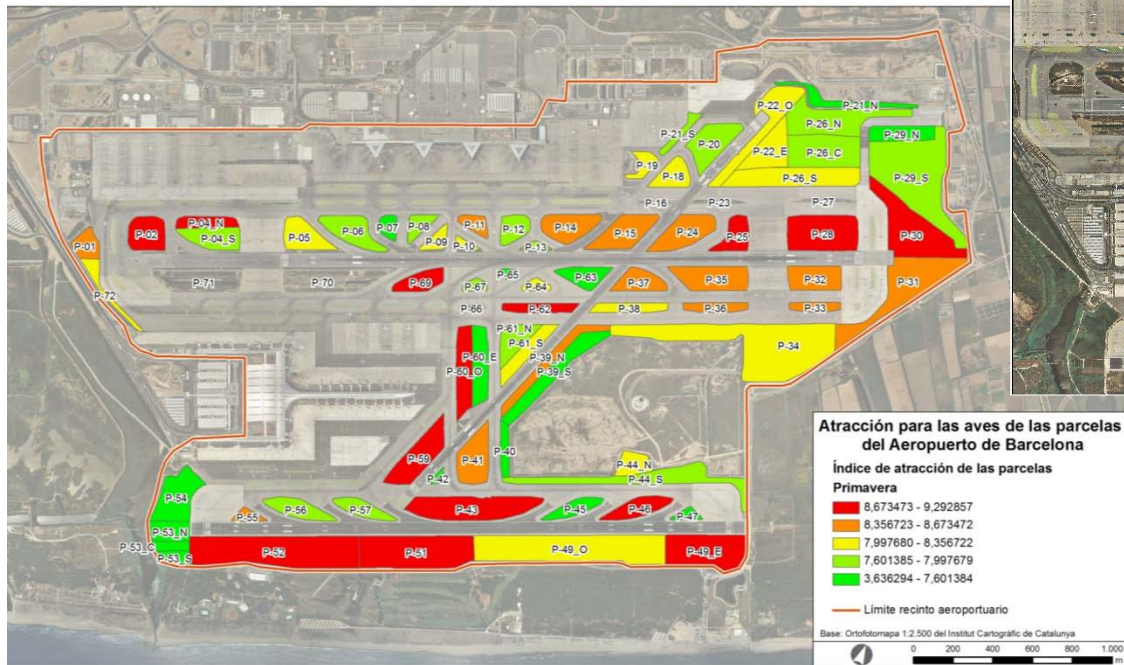 P-22_O
P-21_N
P-26_N
P-21_S
P-20
P-29_N
P-22_E
P-26_C
P-19
P-18
P-26_S
P-29_S
P-16
P-23
P-27
P-01
P-02
P-04_N
P-04_S
P-05
P-06
P-07
P-08
P-09
P-11
P-10
P-12
P-13
P-14
P-15
P-24
P-25
P-28
P-30
P-72
P-71
P-70
P-69
P-67
P-65
P-64
P-63
P-37
P-35
P-32
P-31
P-66
P-62
P-38
P-36
P-33
P-61_N
P-61_S
P-60_E
P-60_O
P-39_N
P-39_S
P-34
P-59
P-41
P-42
P-40
P-44_N
P-44_S
P-54
P-53_N
P-53_C
P-53_S
P-55
P-56
P-57
P-43
P-45
P-46
P-47
P-52
P-51
P-49_O
P-49_E
Atracción para las aves de las parcelas
del Aeropuerto de Barcelona
Índice de atracción de las parcelas
Primavera
8,673473 - 9,292857
8,356723 - 8,673472
7,997680 - 8,356722
7,601385 - 7,997679
3,636294 - 7,601384
Límite recinto aeroportuario
Base: Ortofotomapa 1:2.500 del Institut Cartogràfic de Catalunya
0 200 400 600 800 1.000
m